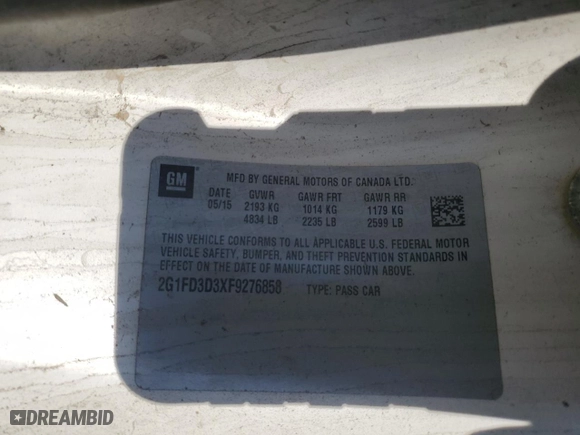 GM
MFD BY GENERAL MOTORS OF CANADA LTD.
DATE GVWR GAWR FRT GAWR RR
05/15 2193 KG 1014 KG 1179 KG
4834 LB 2235 LB 2599 LB
THIS VEHICLE CONFORMS TO ALL APPLICABLE U.S. FEDERAL MOTOR
VEHICLE SAFETY, BUMPER, AND THEFT PREVENTION STANDARDS IN
EFFECT ON THE DATE OF MANUFACTURE SHOWN ABOVE.
2G1FD3D3XF9276858 TYPE: PASS CAR
DREAMBID